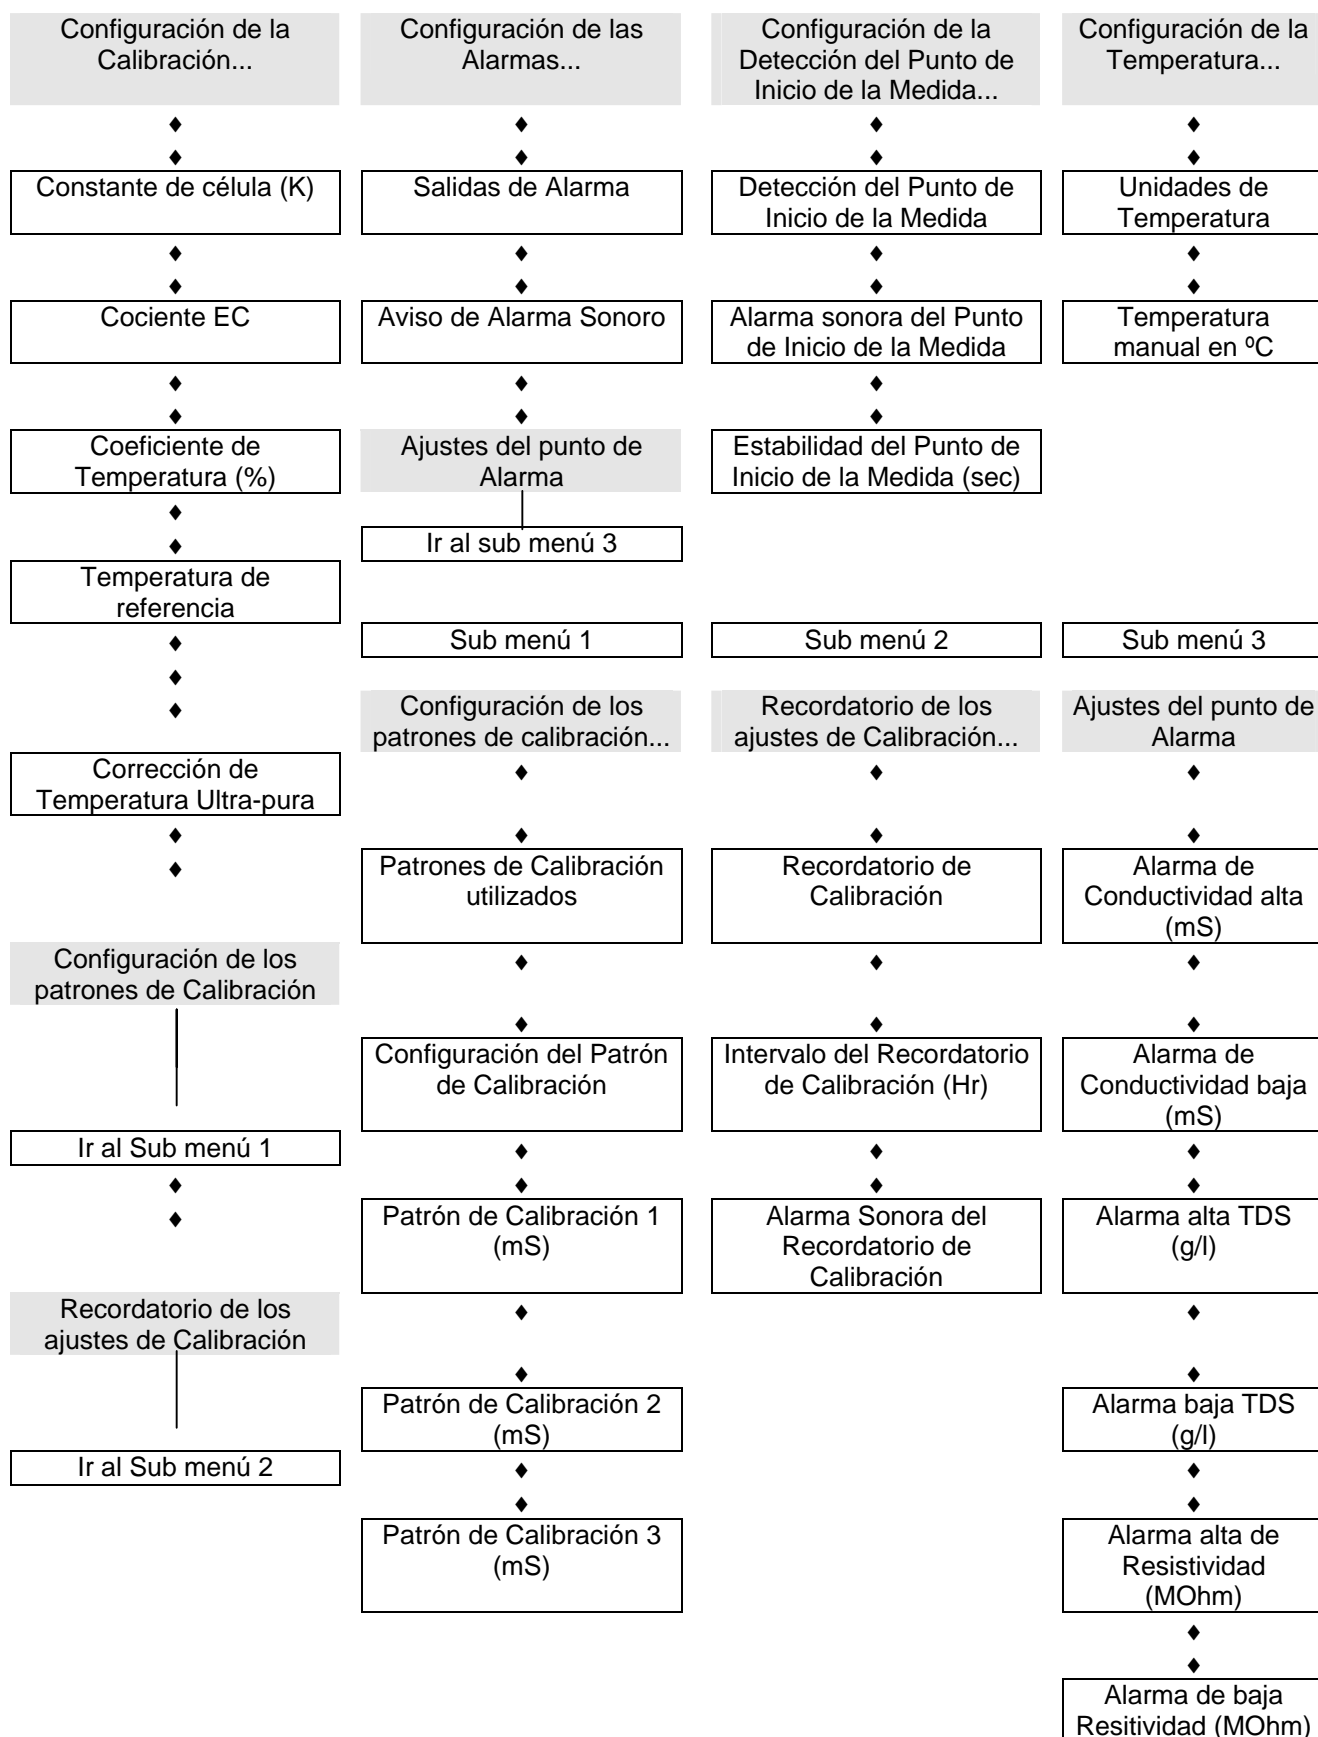 Configuración de la
Calibración...
Constante de célula (K)
Cociente EC
Coeficiente de
Temperatura (%)
Temperatura de
referencia
Corrección de
Temperatura Ultra-pura
Configuración de los
patrones de Calibración
Ir al Sub menú 1
Recordatorio de los
ajustes de Calibración
Ir al Sub menú 2
Configuración de las
Alarmas...
Salidas de Alarma
Aviso de Alarma Sonoro
Ajustes del punto de
Alarma
Ir al sub menú 3
Configuración de la
Detección del Punto de
Inicio de la Medida...
Detección del Punto de
Inicio de la Medida
Alarma sonora del Punto
de Inicio de la Medida
Estabilidad del Punto de
Inicio de la Medida (sec)
Configuración de la
Temperatura...
Unidades de
Temperatura
Temperatura
manual en ºC
Sub menú 1
Configuración de los
patrones de calibración...
Patrones de Calibración
utilizados
Configuración del Patrón
de Calibración
Patrón de Calibración 1
(mS)
Patrón de Calibración 2
(mS)
Patrón de Calibración 3
(mS)
Sub menú 2
Recordatorio de los
ajustes de Calibración...
Recordatorio de
Calibración
Intervalo del Recordatorio
de Calibración (Hr)
Alarma Sonora del
Recordatorio de
Calibración
Sub menú 3
Ajustes del punto de
Alarma
Alarma de
Conductividad alta
(mS)
Alarma de
Conductividad baja
(mS)
Alarma alta TDS
(g/l)
Alarma baja TDS
(g/l)
Alarma alta de
Resistividad
(MOhm)
Alarma de baja
Resitividad (MOhm)